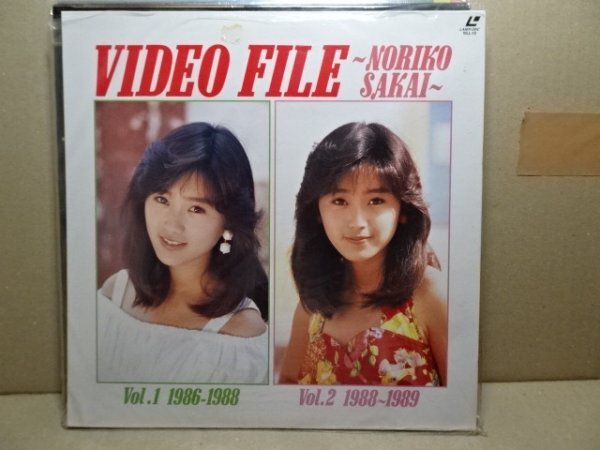 VIDEO FILE
~NORIKO
SAKAI~
Vol.1 1986-1988
Vol.2 1988~1989